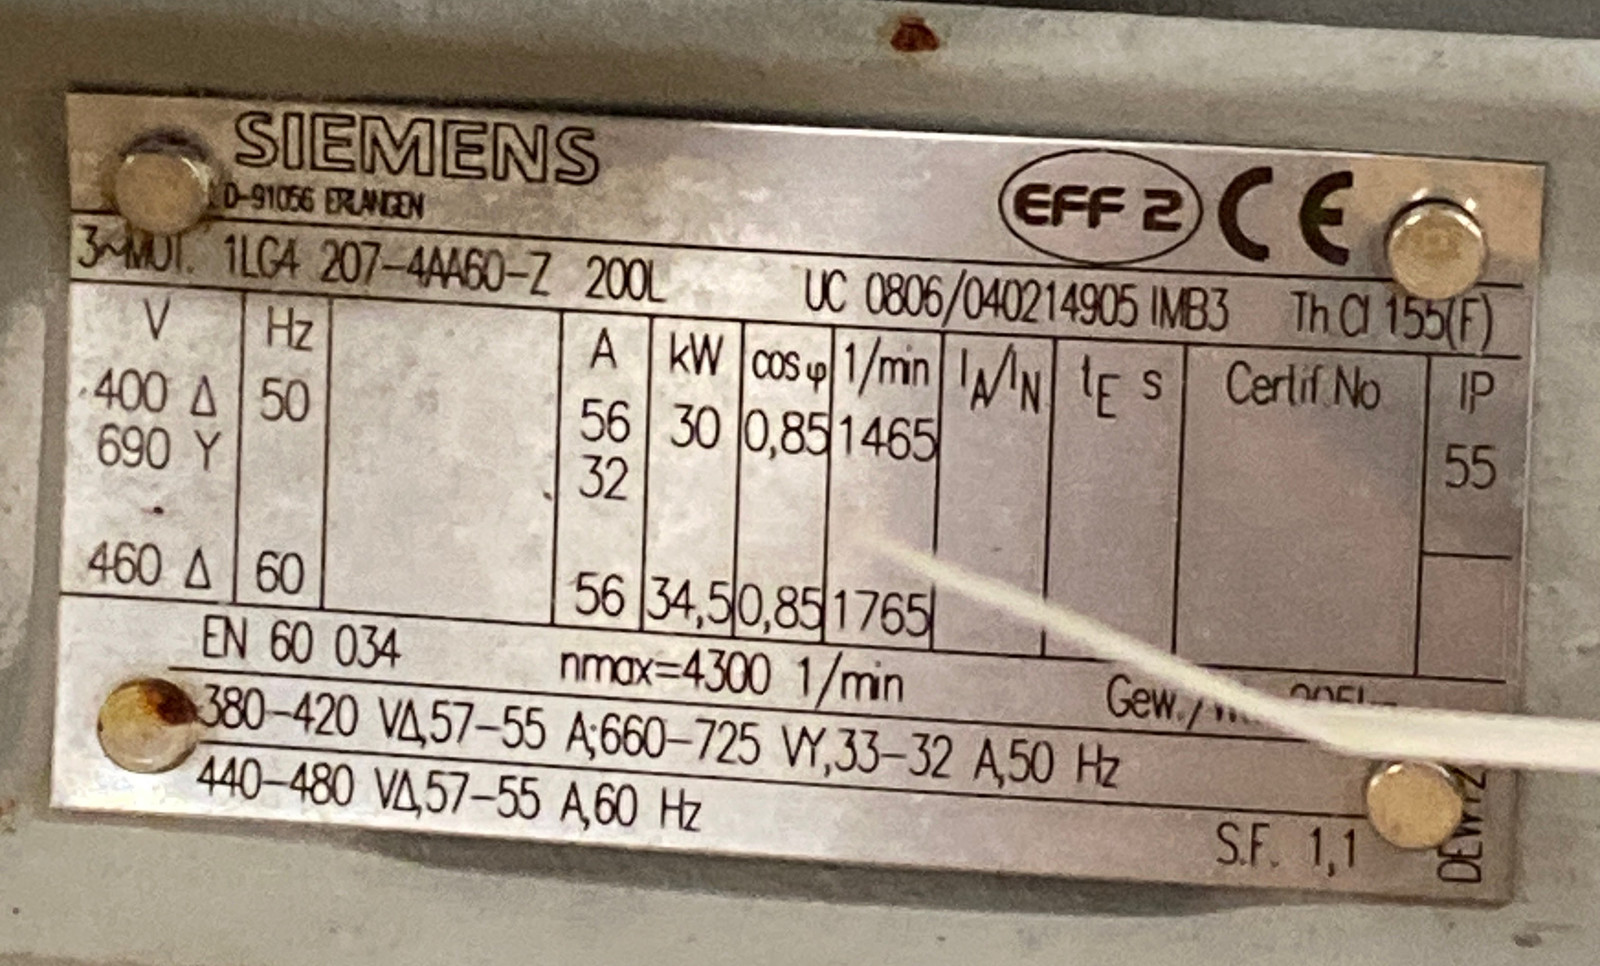 SIEMENS
D-91056 ERLANGEN
EFF 2 CE
3~MOT. 1LG4 207-4AA60-Z 200L UC 0806/040214905 IMB3 Th.Cl 155(F)
V Hz A kW cosφ 1/min IA/IN tE s Certif.No IP
400 Δ 50 56 30 0,85 1465 55
690 Y 32
460 Δ 60 56 34,5 0,85 1765
EN 60 034 nmax=4300 1/min Gew./
380-420 VΔ,57-55 A;660-725 VY,33-32 A,50 Hz
440-480 VΔ,57-55 A,60 Hz
S.F. 1,1